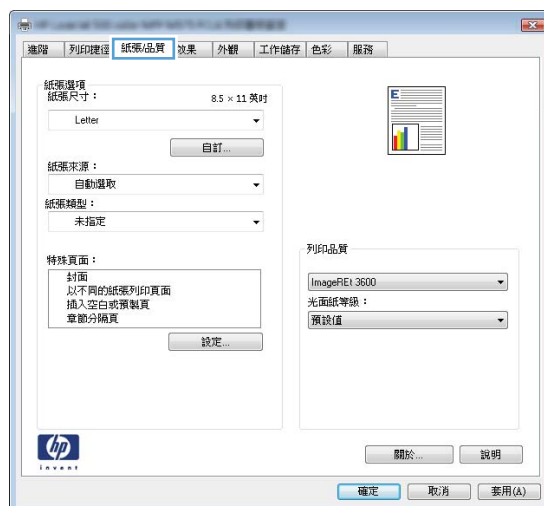 進階 列印捷徑 紙張/品質 效果 外觀 工作儲存 色彩 服務
紙張選項
紙張尺寸： 8.5 × 11 英吋
Letter
自訂...
紙張來源：
自動選取
紙張類型：
未指定
特殊頁面：
封面
以不同的紙張列印頁面
插入空白或預製頁
章節分隔頁
設定...
E
列印品質
ImageREt 3600
光面紙等級：
預設值
hp
invent
關於... 說明
確定 取消 套用(A)